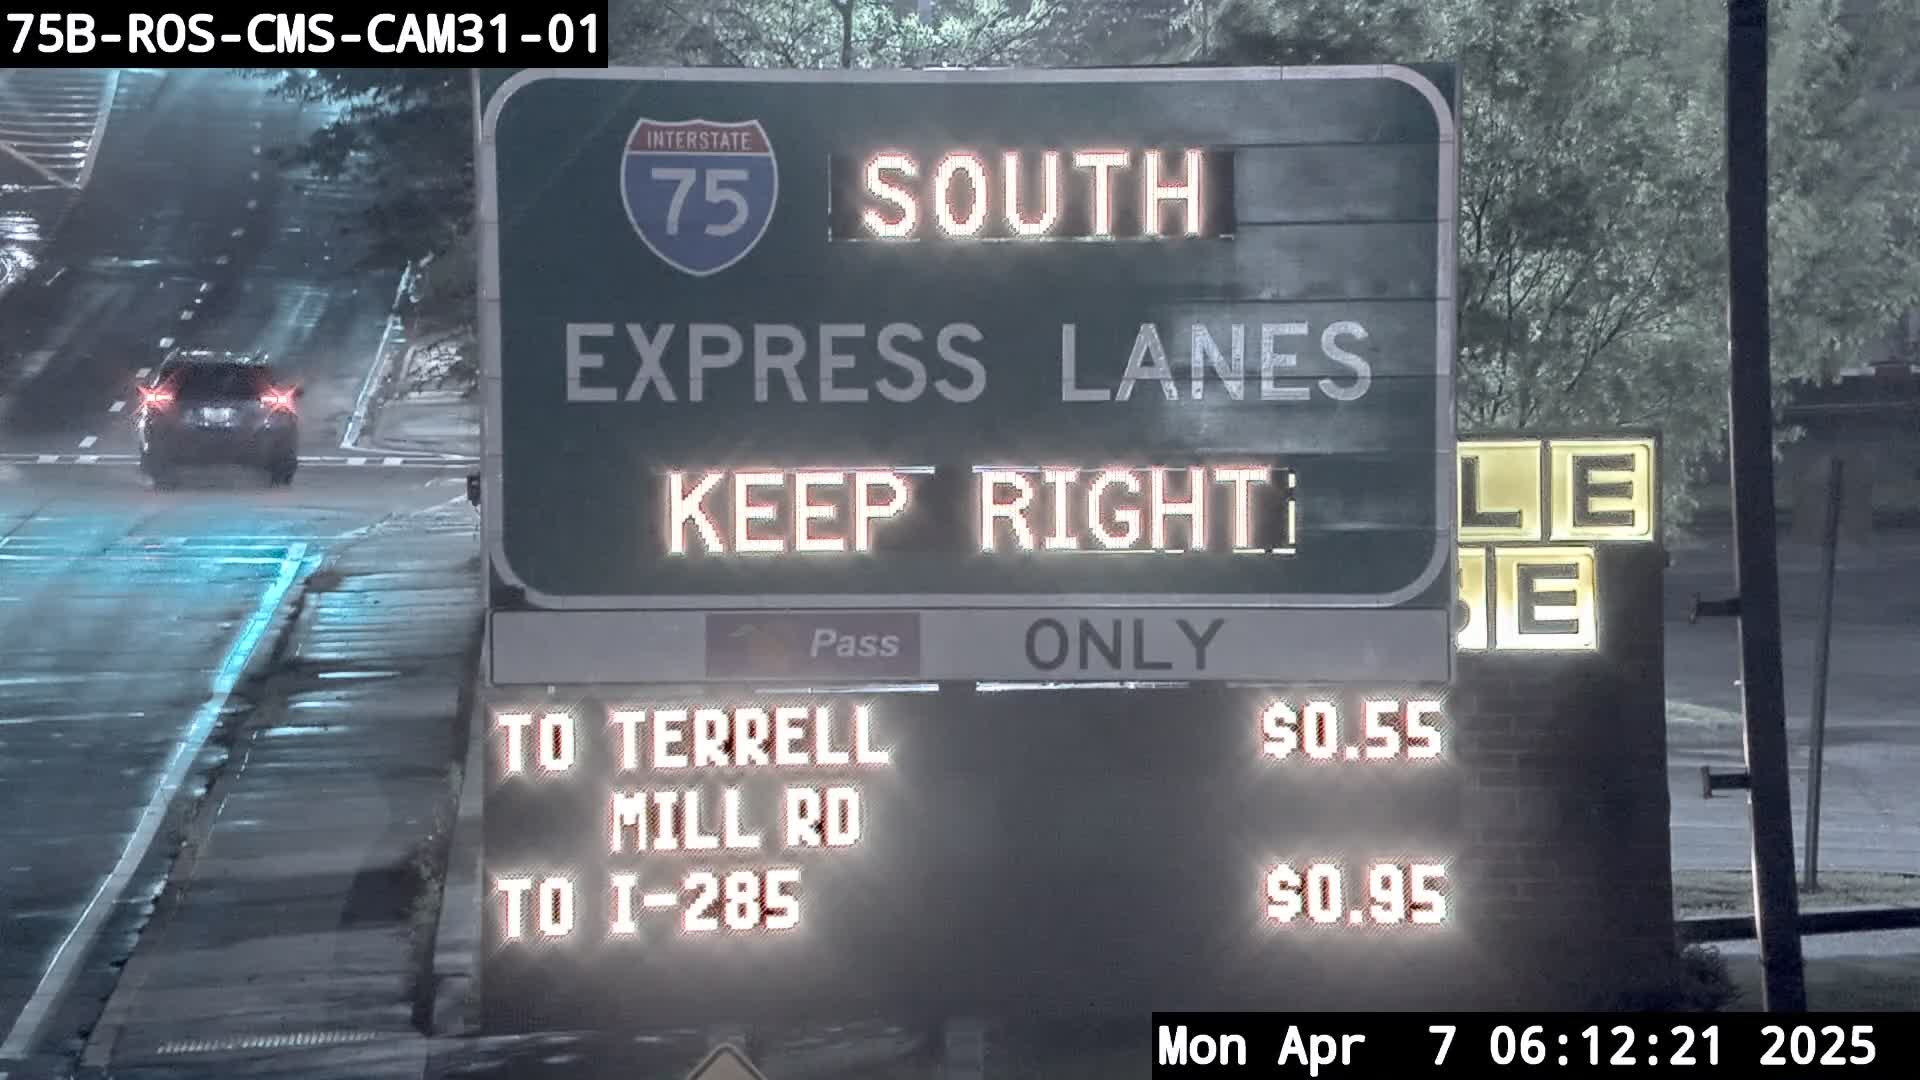 75B-ROS-CMS-CAM31-01
INTERSTATE
75
SOUTH
EXPRESS LANES
KEEP RIGHT
Pass ONLY
TO TERRELL $0.55
MILL RD
TO I-285 $0.95
LE
E
Mon Apr 7 06:12:21 2025